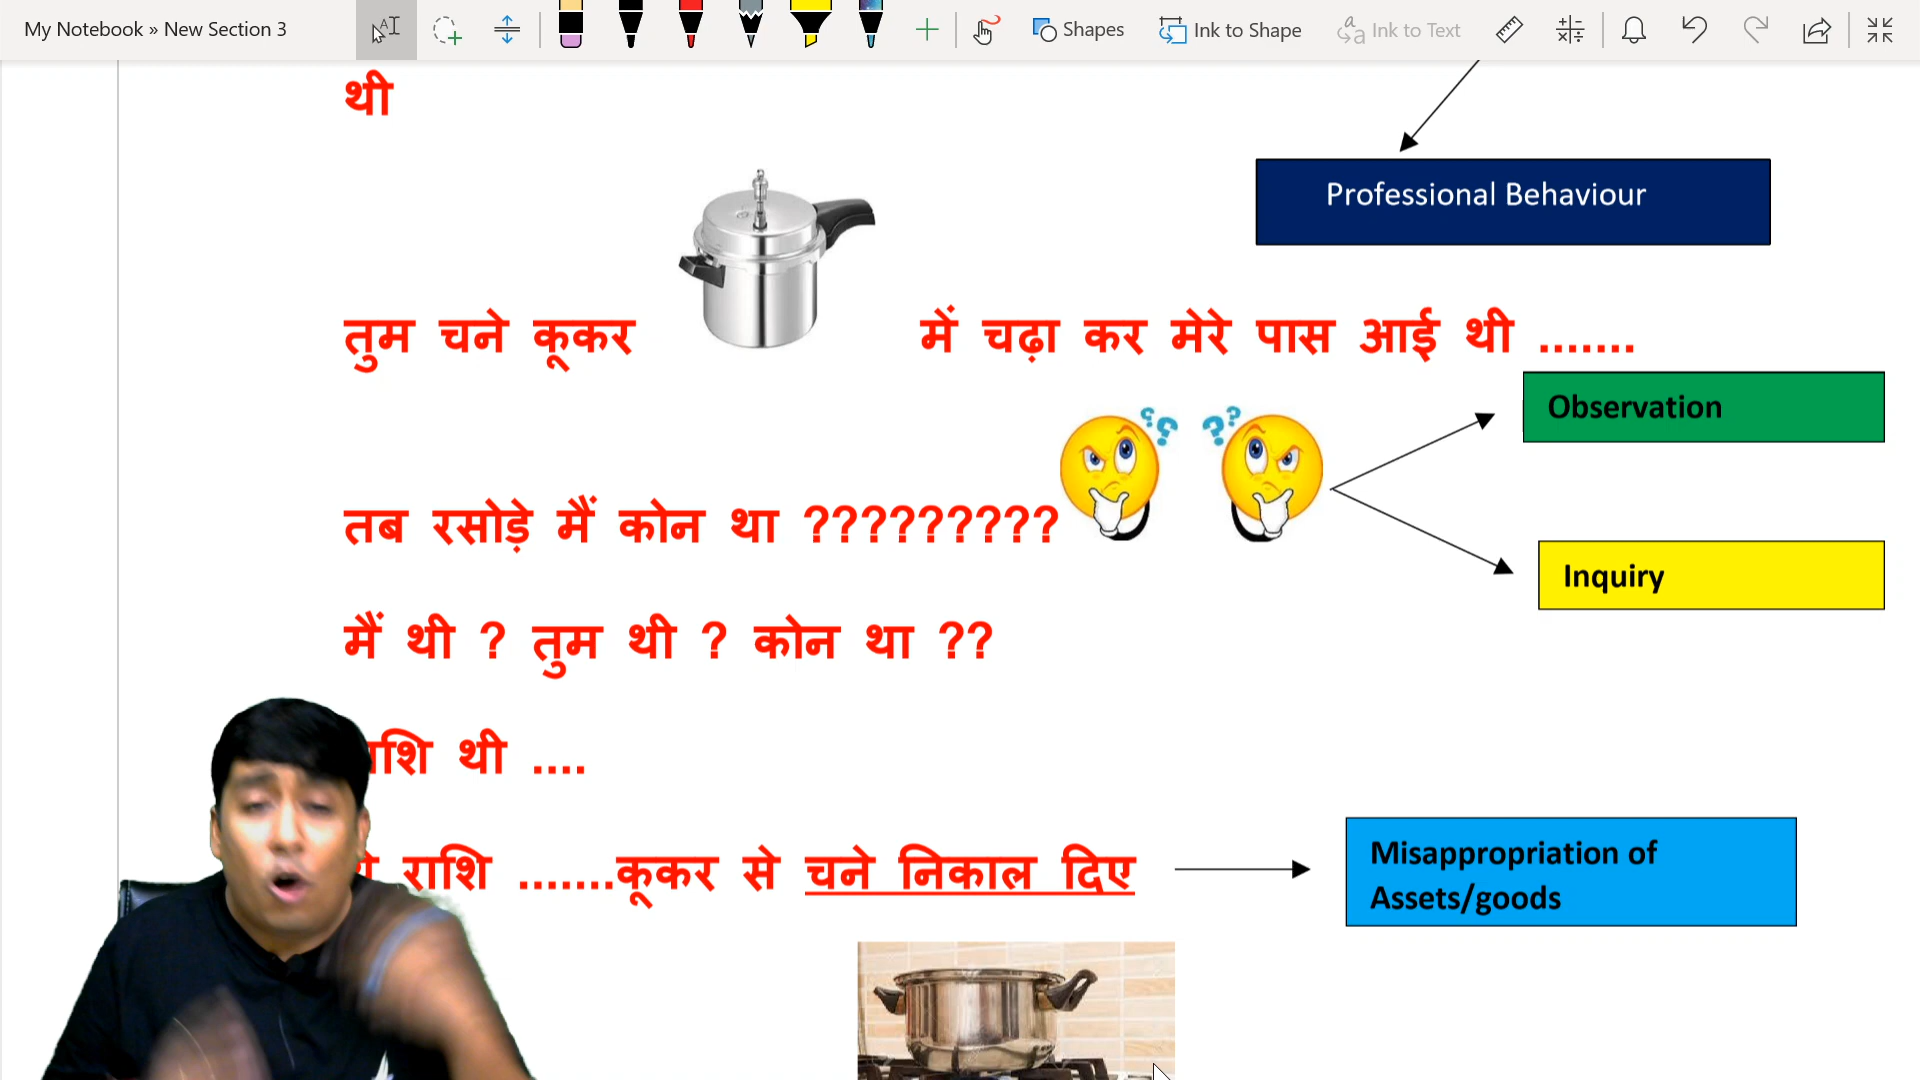 My Notebook » New Section 3
Shapes
Ink to Shape
Ink to Text
थी
Professional Behaviour
तुम चने कूकर में चढ़ा कर मेरे पास आई थी .......
Observation
तब रसोड़े मैं कोन था ?????????
Inquiry
मैं थी ? तुम थी ? कोन था ??
थी ....
राशि .......कूकर से चने निकाल दिए
Misappropriation of
Assets/goods